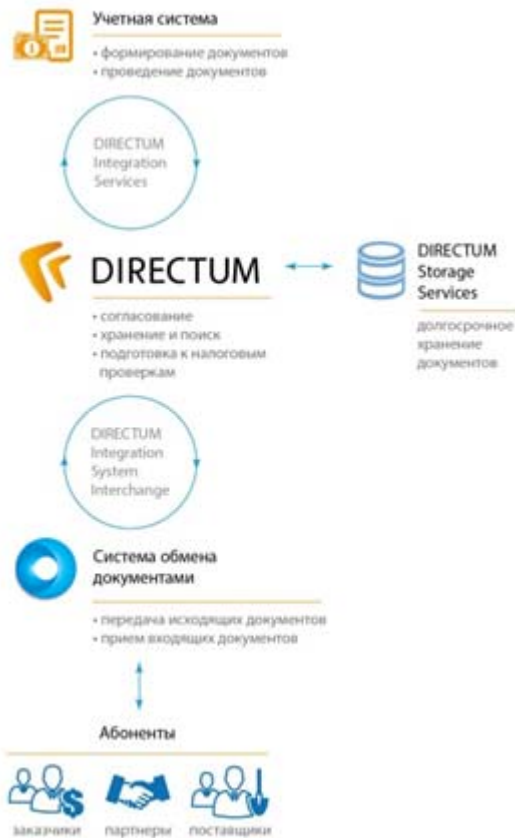 Учетная система
• формирование документов
• проведение документов
DIRECTUM
Integration
Services
DIRECTUM
• согласование
• хранение и поиск
• подготовка к налоговым
проверкам
DIRECTUM
Storage
Services
долгосрочное
хранение
документов
DIRECTUM
Integration
System
Interchange
Система обмена
документами
• передача исходящих документов
• прием входящих документов
Абоненты
заказчики партнеры поставщики